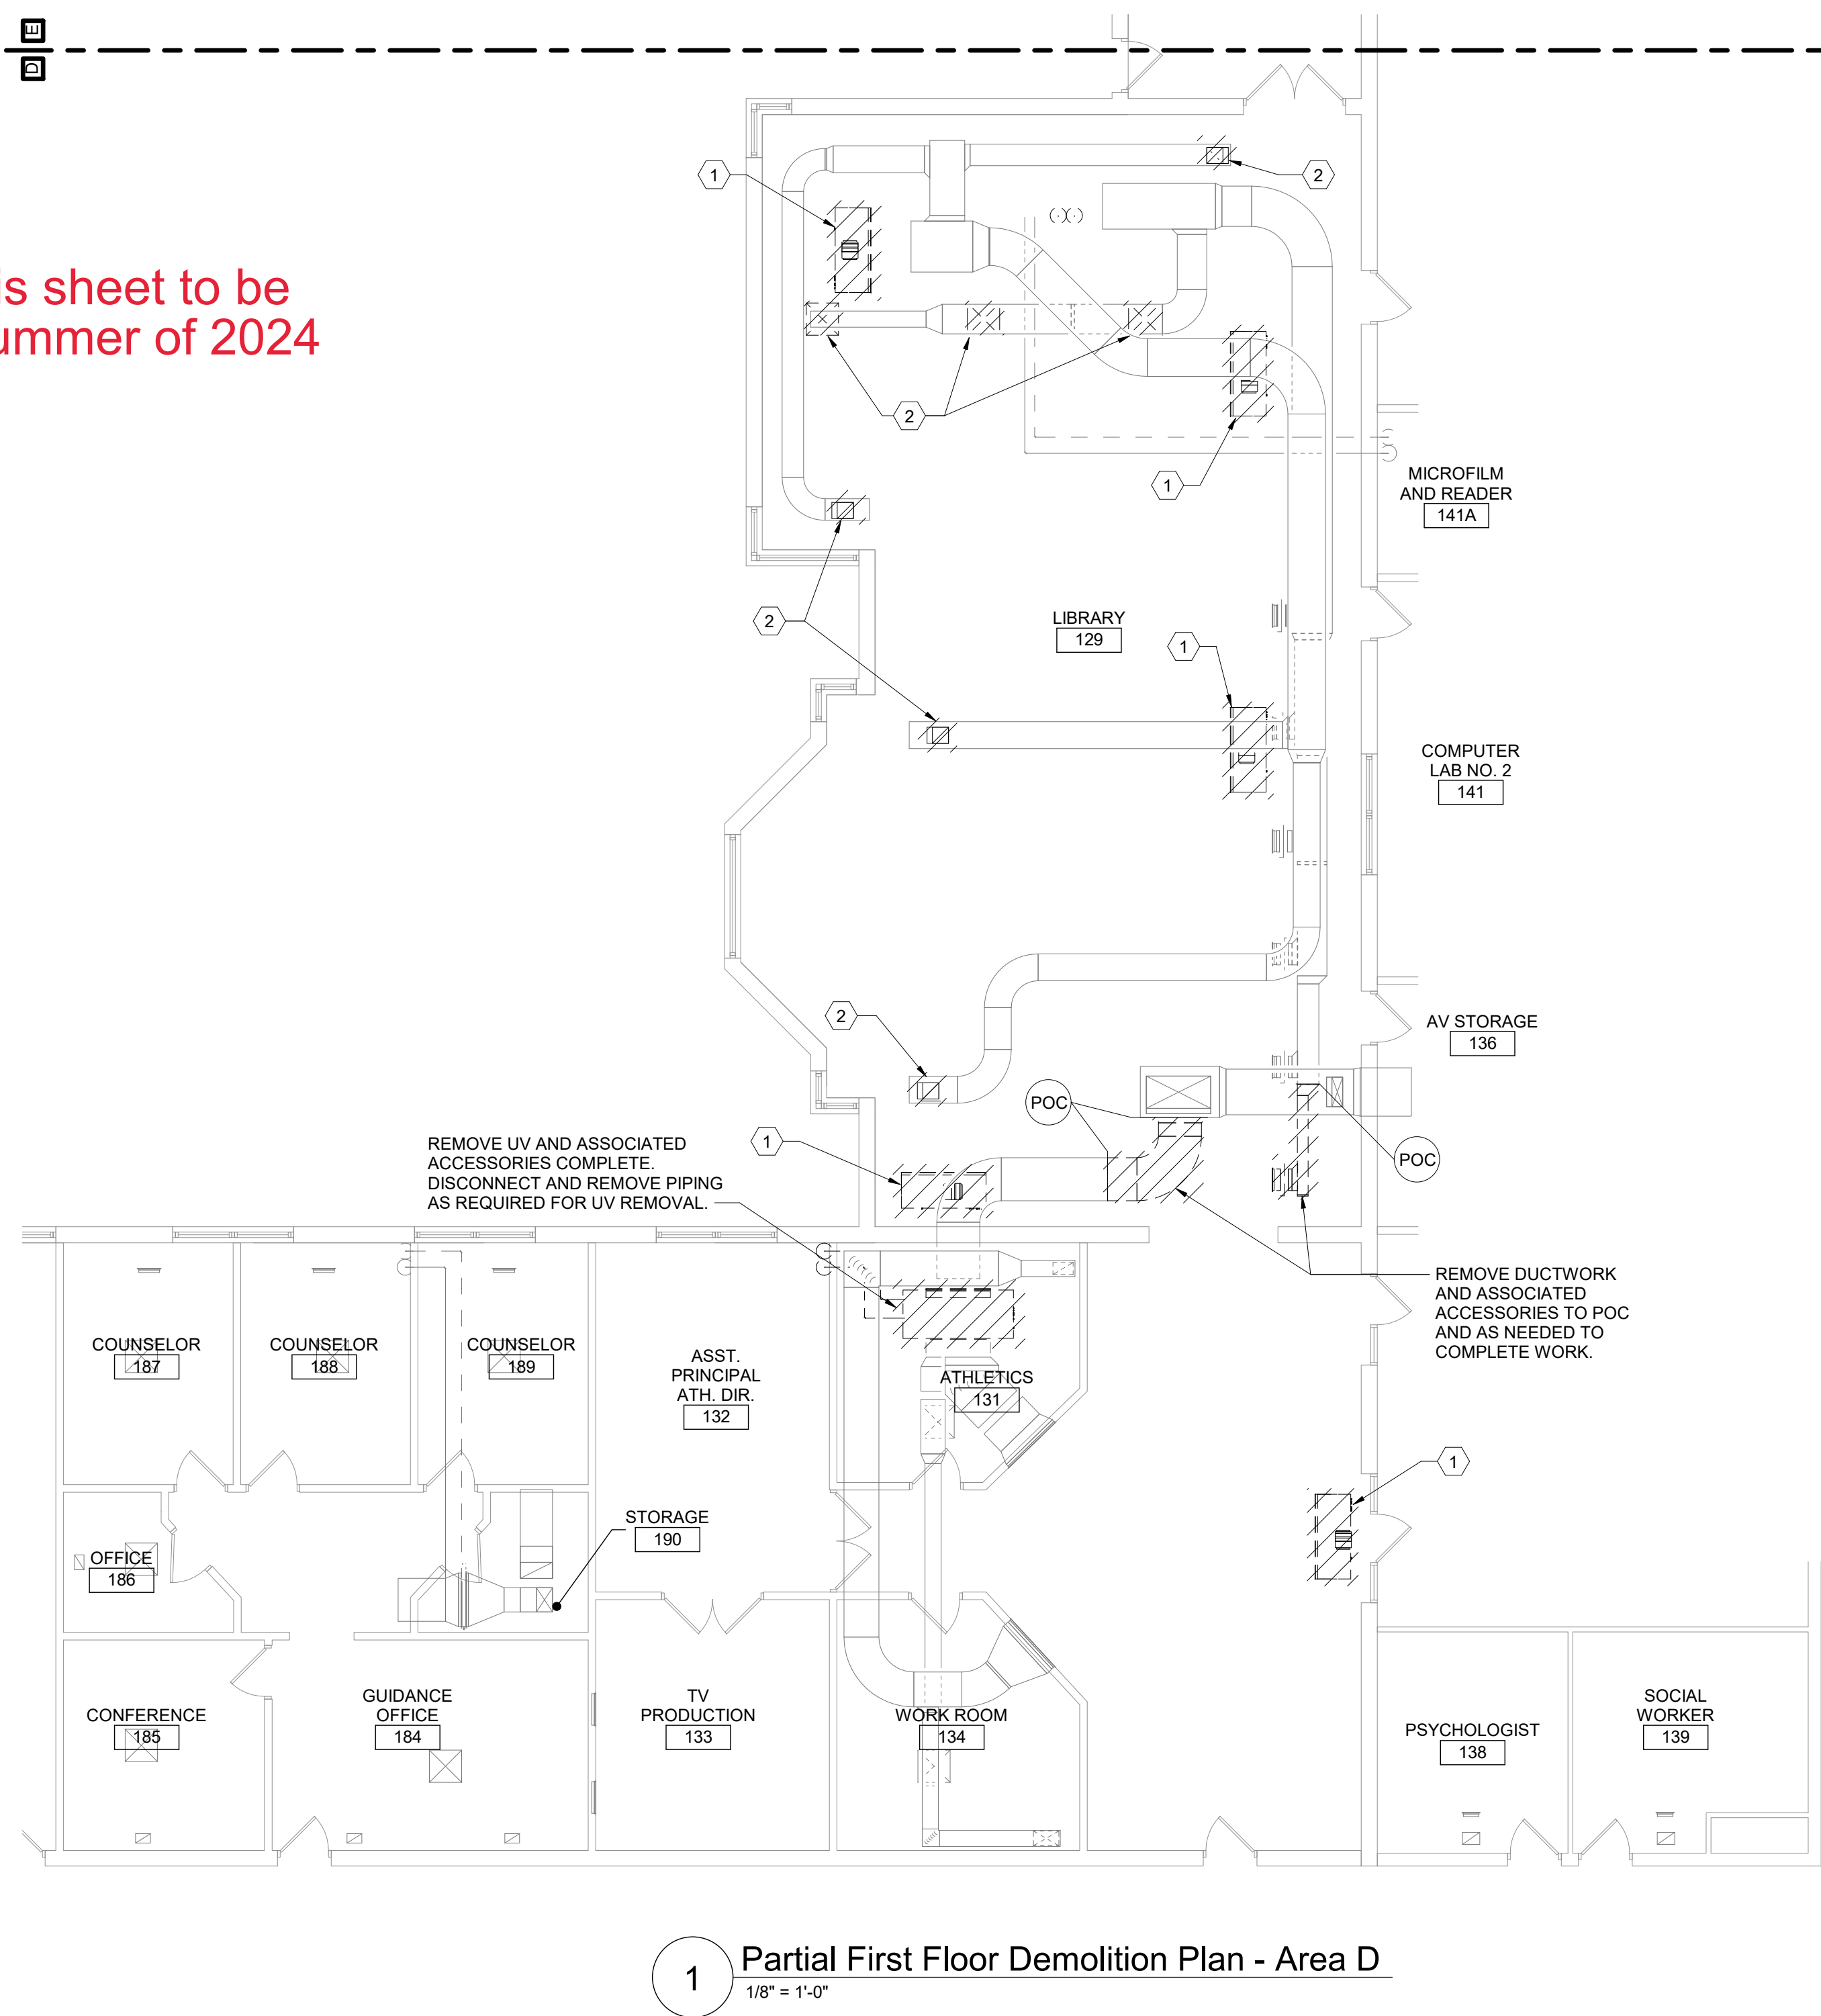 E
D
is sheet to be
ummer of 2024
1
2
2
1
MICROFILM
AND READER
141A
2
LIBRARY
129
1
COMPUTER
LAB NO. 2
141
2
AV STORAGE
136
POC
POC
1
REMOVE UV AND ASSOCIATED
ACCESSORIES COMPLETE.
DISCONNECT AND REMOVE PIPING
AS REQUIRED FOR UV REMOVAL.
REMOVE DUCTWORK
AND ASSOCIATED
ACCESSORIES TO POC
AND AS NEEDED TO
COMPLETE WORK.
COUNSELOR
187
COUNSELOR
188
COUNSELOR
189
ASST.
PRINCIPAL
ATH. DIR.
132
ATHLETICS
131
1
STORAGE
190
OFFICE
186
CONFERENCE
185
GUIDANCE
OFFICE
184
TV
PRODUCTION
133
WORK ROOM
134
PSYCHOLOGIST
138
SOCIAL
WORKER
139
1
Partial First Floor Demolition Plan - Area D
1/8" = 1'-0"